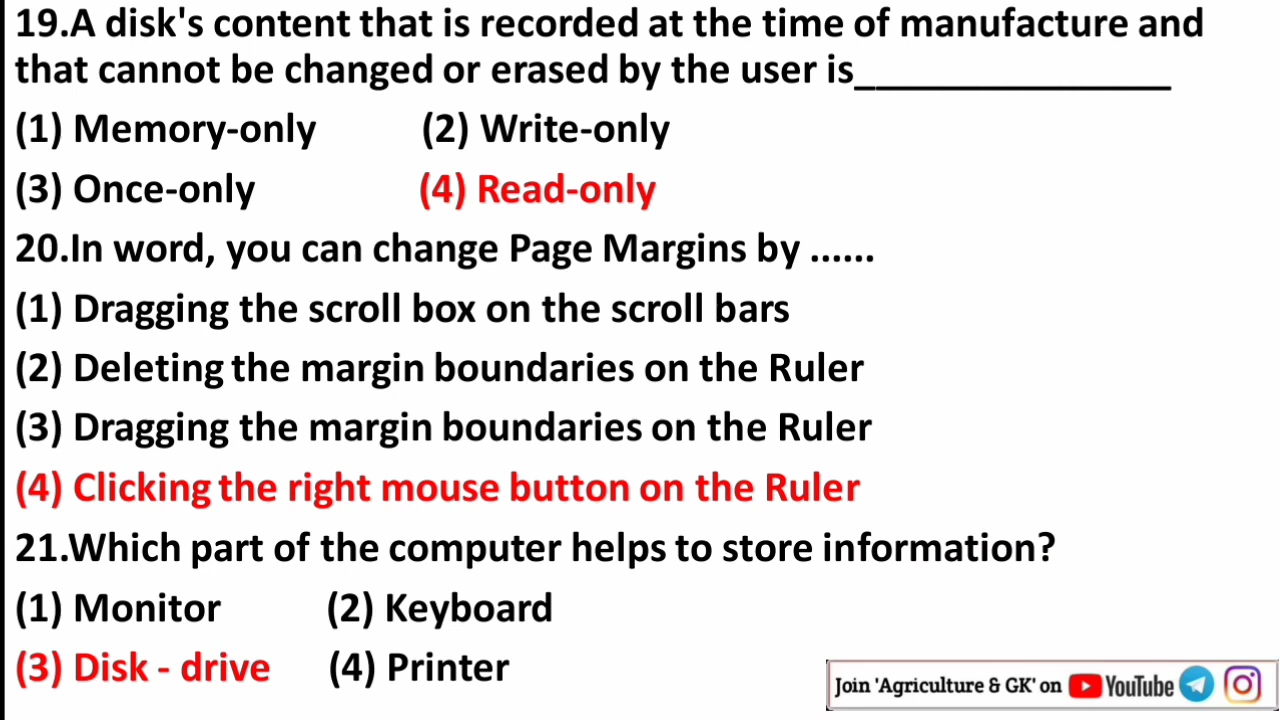 19.A disk's content that is recorded at the time of manufacture and
that cannot be changed or erased by the user is_______________
(1) Memory-only (2) Write-only
(3) Once-only (4) Read-only
20.In word, you can change Page Margins by ......
(1) Dragging the scroll box on the scroll bars
(2) Deleting the margin boundaries on the Ruler
(3) Dragging the margin boundaries on the Ruler
(4) Clicking the right mouse button on the Ruler
21.Which part of the computer helps to store information?
(1) Monitor (2) Keyboard
(3) Disk - drive (4) Printer
Join 'Agriculture & GK' on YouTube